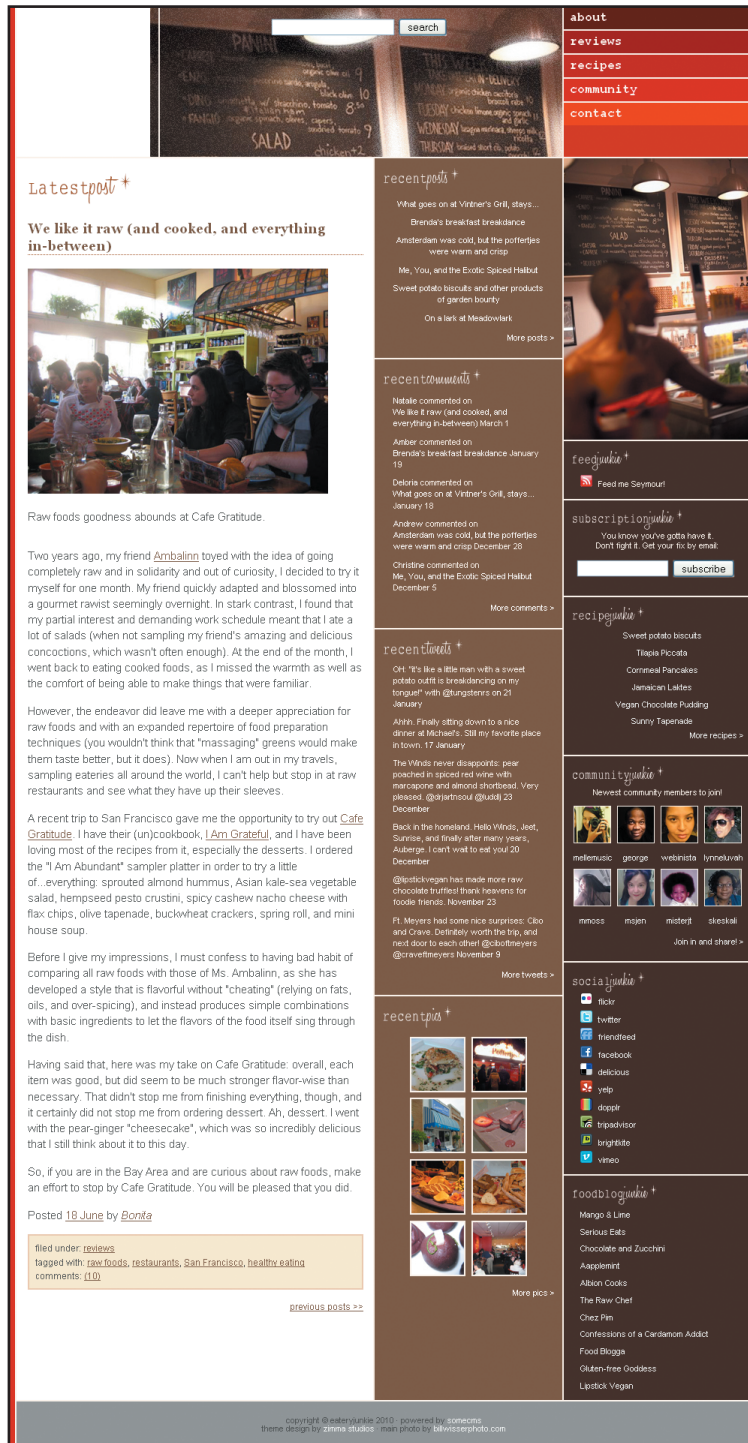 search
about
reviews
recipes
community
contact
PANINI
SALAD
chicken+2
Latestpost
We like it raw (and cooked, and everything
in-between)
Raw foods goodness abounds at Cafe Gratitude.
Two years ago, my friend Ambalinn toyed with the idea of going
completely raw and in solidarity and out of curiosity, I decided to try it
myself for one month. My friend quickly adapted and blossomed into
a gourmet rawist seemingly overnight. In stark contrast, I found that
my partial interest and demanding work schedule meant that I ate a
lot of salads (when not sampling my friend's amazing and delicious
concoctions, which wasn't often enough). At the end of the month, I
went back to eating cooked foods, as I missed the warmth as well as
the comfort of being able to make things that were familiar.
However, the endeavor did leave me with a deeper appreciation for
raw foods and with an expanded repertoire of food preparation
techniques (you wouldn't think that "massaging" greens would make
them taste better, but it does). Now when I am out in my travels,
sampling eateries all around the world, I can't help but stop in at raw
restaurants and see what they have up their sleeves.
A recent trip to San Francisco gave me the opportunity to try out Cafe
Gratitude. I have their (un)cookbook, I Am Grateful, and I have been
loving most of the recipes from it, especially the desserts. I ordered
the "I Am Abundant" sampler platter in order to try a little
of...everything: sprouted almond hummus, Asian kale-sea vegetable
salad, hempseed pesto crustini, spicy cashew nacho cheese with
flax chips, olive tapenade, buckwheat crackers, spring roll, and mini
house soup.
Before I give my impressions, I must confess to having bad habit of
comparing all raw foods with those of Ms. Ambalinn, as she has
developed a style that is flavorful without "cheating" (relying on fats,
oils, and over-spicing), and instead produces simple combinations
with basic ingredients to let the flavors of the food itself sing through
the dish.
Having said that, here was my take on Cafe Gratitude: overall, each
item was good, but did seem to be much stronger flavor-wise than
necessary. That didn't stop me from finishing everything, though, and
it certainly did not stop me from ordering dessert. Ah, dessert. I went
with the pear-ginger "cheesecake", which was so incredibly delicious
that I still think about it to this day.
So, if you are in the Bay Area and are curious about raw foods, make
an effort to stop by Cafe Gratitude. You will be pleased that you did.
Posted 18 June by Bonita
filed under: reviews
tagged with: raw foods, restaurants, San Francisco, healthy eating
comments: (10)
previous posts >>
recentposts
What goes on at Vintner's Grill, stays...
Brenda's breakfast breakdance
Amsterdam was cold, but the poffertjes
were warm and crisp
Me, You, and the Exotic Spiced Halibut
Sweet potato biscuits and other products
of garden bounty
On a lark at Meadowlark
More posts >
recentcomments
Natalie commented on
We like it raw (and cooked, and
everything in-between) March 1
Amber commented on
Brenda's breakfast breakdance January
19
Deloria commented on
What goes on at Vintner's Grill, stays...
January 18
Andrew commented on
Amsterdam was cold, but the poffertjes
were warm and crisp December 28
Christine commented on
Me, You, and the Exotic Spiced Halibut
December 5
More comments >
recenttweets
OH: "it's like a little man with a sweet
potato outfit is breakdancing on my
tongue!" with @tungstenrs on 21
January
Ahhh. Finally sitting down to a nice
dinner at Michael's. Still my favorite place
in town. 17 January
The Winds never disappoints: pear
poached in spiced red wine with
marcapone and almond shortbead. Very
pleased. @drjartnsoul @luddlj 23
December
Back in the homeland. Hello Winds, Jeet,
Sunrise, and finally after many years,
Auberge. I can't wait to eat you! 20
December
@lipstickvegan has made more raw
chocolate truffles! thank heavens for
foodie friends. November 23
Ft. Meyers had some nice surprises: Cibo
and Crave. Definitely worth the trip, and
next door to each other! @ciboftmeyers
@craveftmeyers November 9
More tweets >
recentpics
More pics >
feedjunkie
Feed me Seymour!
subscriptionjunkie
You know you've gotta have it.
Don't fight it. Get your fix by email:
subscribe
recipejunkie
Sweet potato biscuits
Tilapia Piccata
Cornmeal Pancakes
Jamaican Laktes
Vegan Chocolate Pudding
Sunny Tapenade
More recipes >
communityjunkie
Newest community members to join!
mellemusic george webinista lynneluvah
mmoss msjen misterjt skeskali
Join in and share! >
socialjunkie
flickr
twitter
friendfeed
facebook
delicious
yelp
dopplr
tripadvisor
brightkite
vimeo
foodblogjunkie
Mango & Lime
Serious Eats
Chocolate and Zucchini
Aapplemint
Albion Cooks
The Raw Chef
Chez Pim
Confessions of a Cardamom Addict
Food Blogga
Gluten-free Goddess
Lipstick Vegan
copyright © eateryjunkie 2010 · powered by somecms
theme design by zimma studios · main photo by billwisserphoto.com